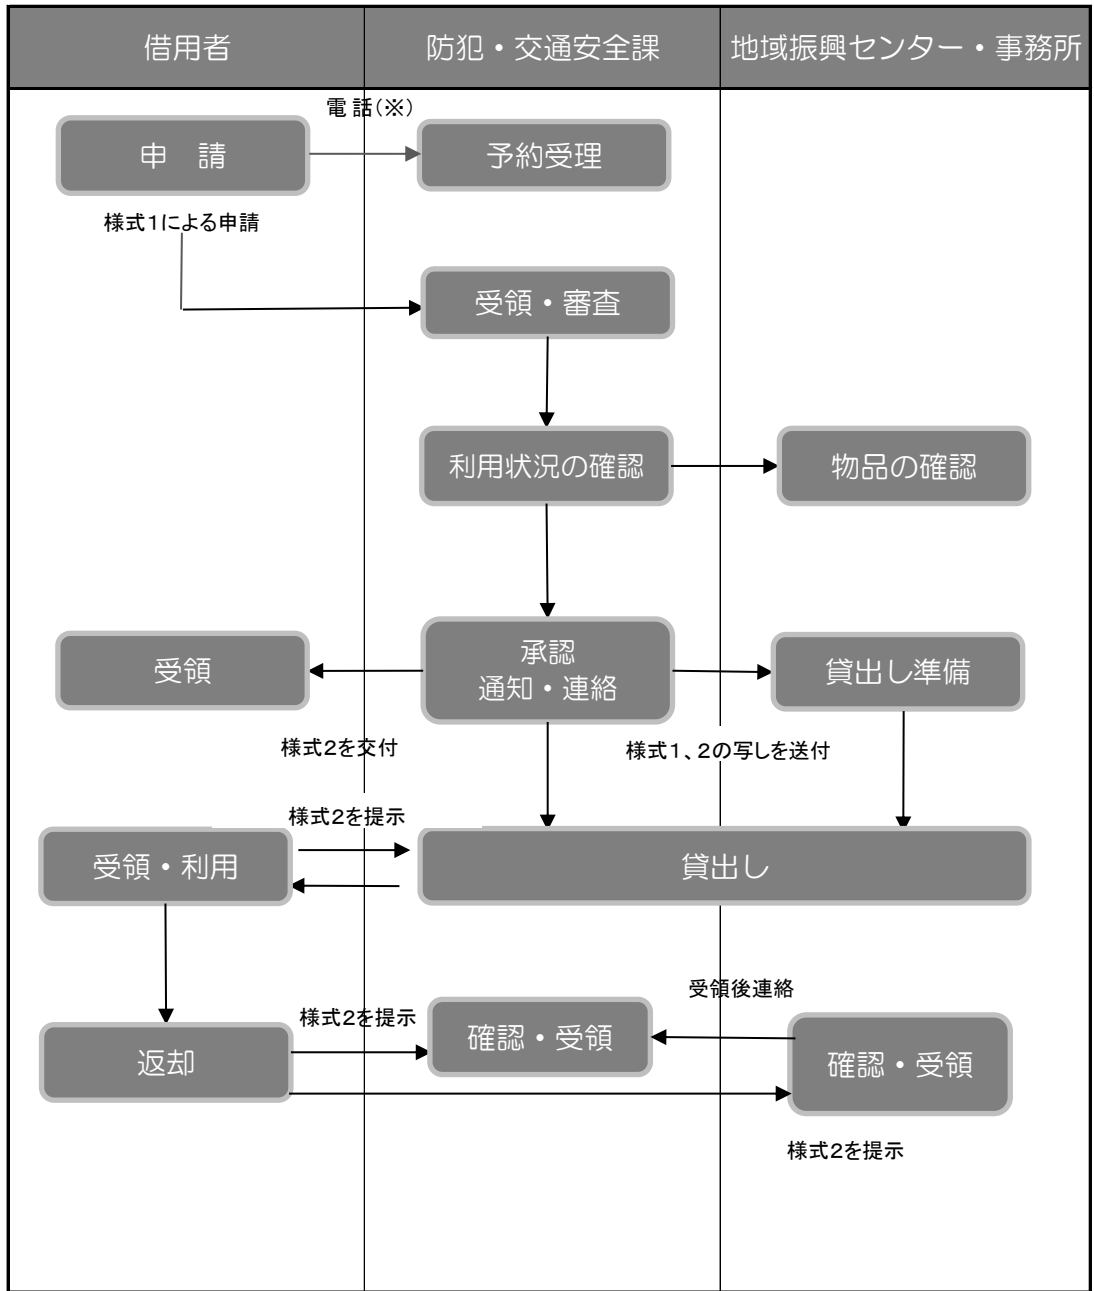 借用者
防犯・交通安全課
地域振興センター・事務所
電話(※)
申　請
予約受理
様式1による申請
受領・審査
利用状況の確認
物品の確認
受領
承認
通知・連絡
貸出し準備
様式2を交付
様式1、2の写しを送付
様式2を提示
受領・利用
貸出し
受領後連絡
様式2を提示
返却
確認・受領
確認・受領
様式2を提示